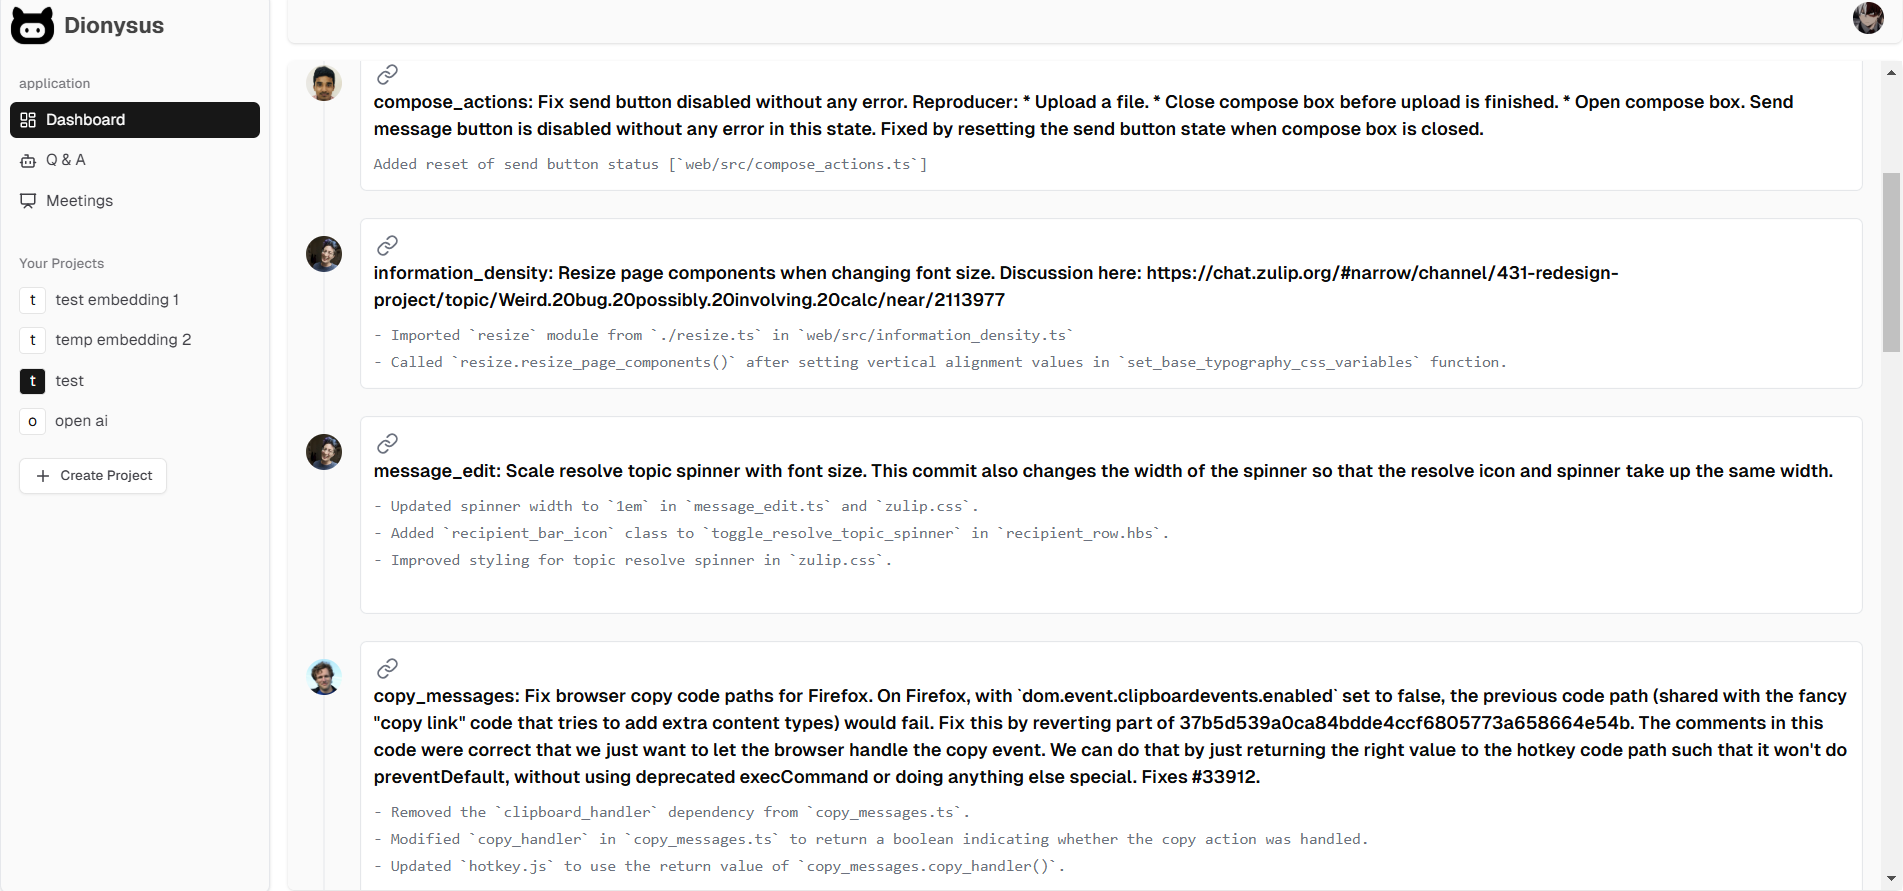 Dionysus
application
Dashboard
Q & A
Meetings
Your Projects
t test embedding 1
t temp embedding 2
t test
o open ai
+ Create Project
compose_actions: Fix send button disabled without any error. Reproducer: * Upload a file. * Close compose box before upload is finished. * Open compose box. Send
message button is disabled without any error in this state. Fixed by resetting the send button state when compose box is closed.
Added reset of send button status [`web/src/compose_actions.ts`]
information_density: Resize page components when changing font size. Discussion here: https://chat.zulip.org/#narrow/channel/431-redesign-
project/topic/Weird.20bug.20possibly.20involving.20calc/near/2113977
- Imported `resize` module from `./resize.ts` in `web/src/information_density.ts`
- Called `resize.resize_page_components()` after setting vertical alignment values in `set_base_typography_css_variables` function.
message_edit: Scale resolve topic spinner with font size. This commit also changes the width of the spinner so that the resolve icon and spinner take up the same width.
- Updated spinner width to `1em` in `message_edit.ts` and `zulip.css`.
- Added `recipient_bar_icon` class to `toggle_resolve_topic_spinner` in `recipient_row.hbs`.
- Improved styling for topic resolve spinner in `zulip.css`.
copy_messages: Fix browser copy code paths for Firefox. On Firefox, with `dom.event.clipboardevents.enabled` set to false, the previous code path (shared with the fancy
"copy link" code that tries to add extra content types) would fail. Fix this by reverting part of 37b5d539a0ca84bdde4ccf6805773a658664e54b. The comments in this
code were correct that we just want to let the browser handle the copy event. We can do that by just returning the right value to the hotkey code path such that it won't do
preventDefault, without using deprecated execCommand or doing anything else special. Fixes #33912.
- Removed the `clipboard_handler` dependency from `copy_messages.ts`.
- Modified `copy_handler` in `copy_messages.ts` to return a boolean indicating whether the copy action was handled.
- Updated `hotkey.js` to use the return value of `copy_messages.copy_handler()`.